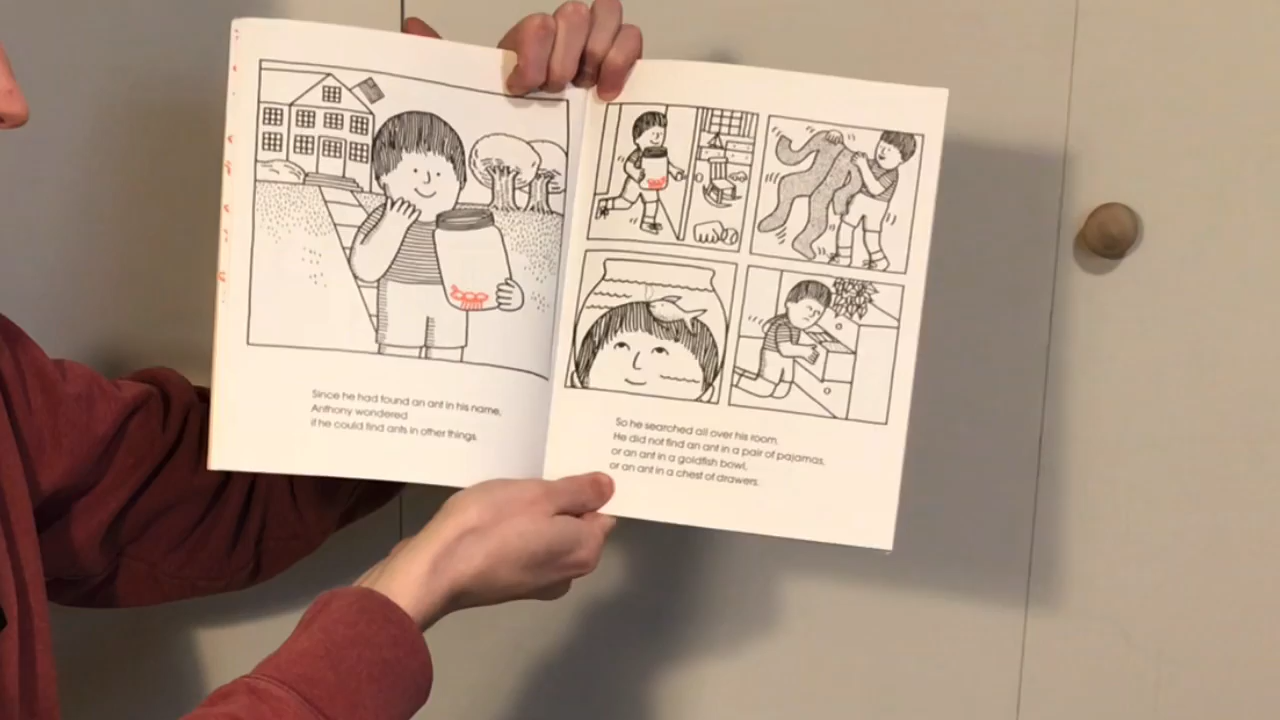 Since he had found an ant in his name,
Anthony wondered
if he could find ants in other things.
So he searched all over his room.
He did not find an ant in a pair of pajamas,
or an ant in a goldfish bowl,
or an ant in a chest of drawers.